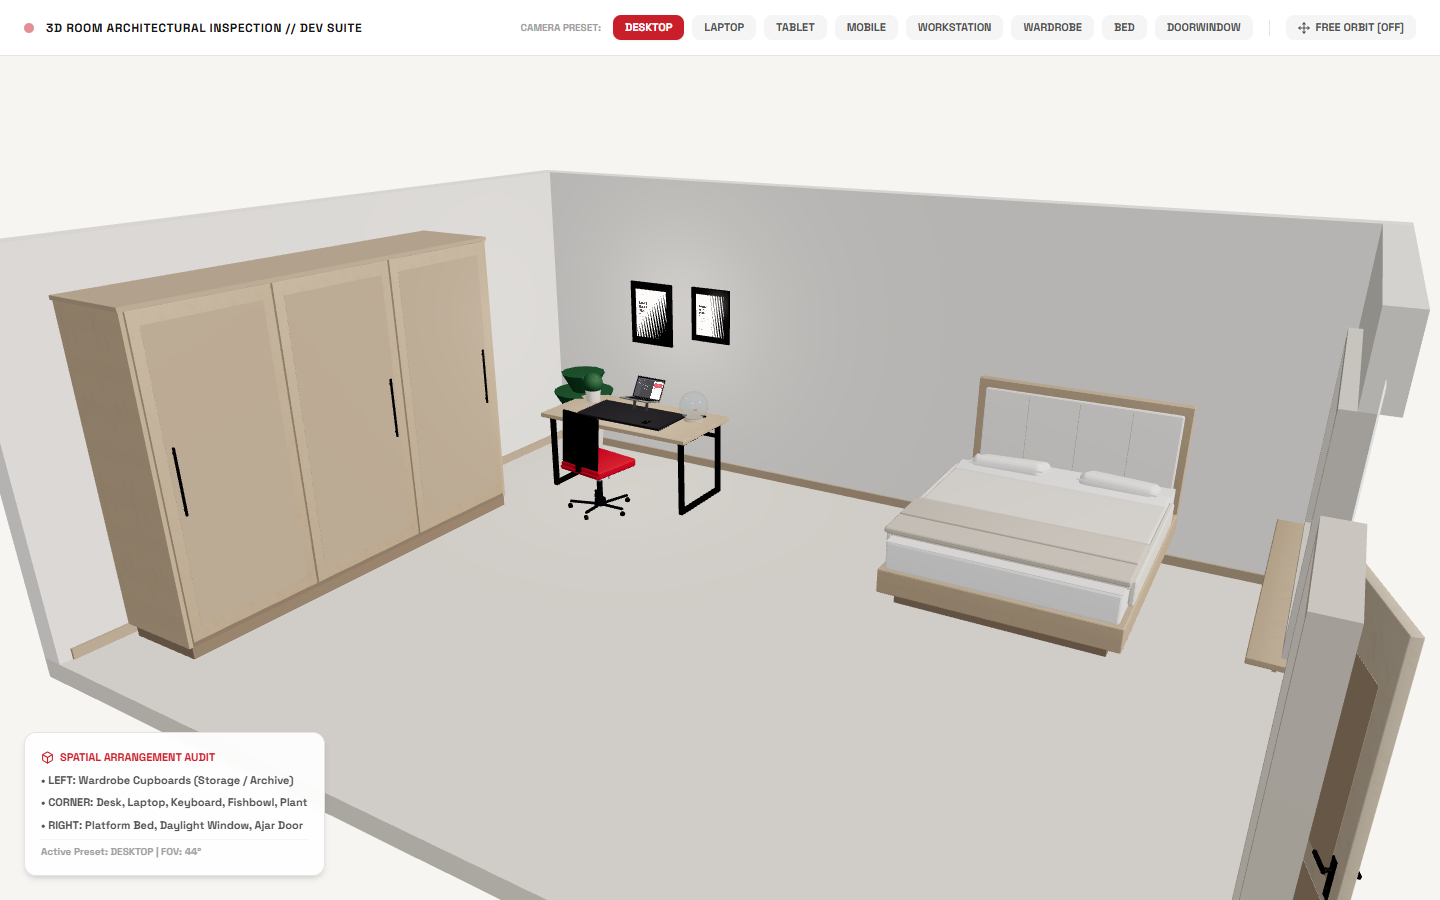 3D ROOM ARCHITECTURAL INSPECTION // DEV SUITE
CAMERA PRESET: DESKTOP LAPTOP TABLET MOBILE WORKSTATION WARDROBE BED DOORWINDOW FREE ORBIT [OFF]
SPATIAL ARRANGEMENT AUDIT
• LEFT: Wardrobe Cupboards (Storage / Archive)
• CORNER: Desk, Laptop, Keyboard, Fishbowl, Plant
• RIGHT: Platform Bed, Daylight Window, Ajar Door
Active Preset: DESKTOP | FOV: 44°